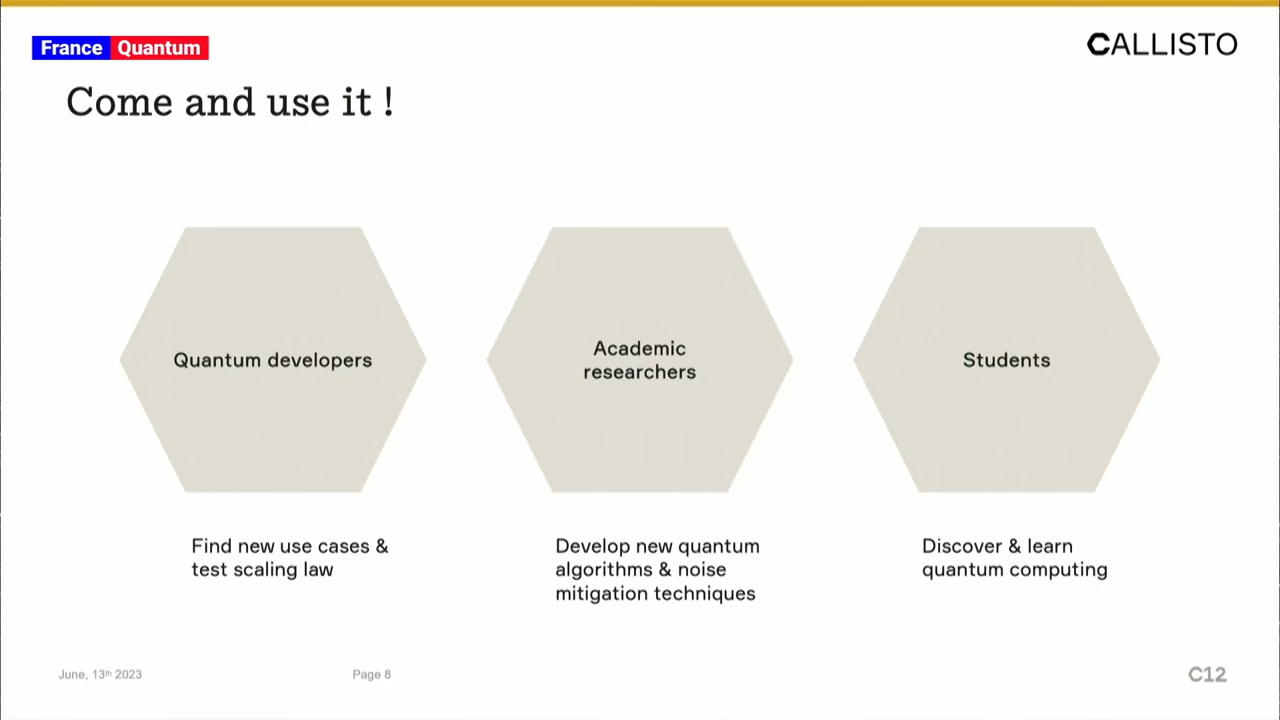 France Quantum
CALLISTO
Come and use it !
Quantum developers
Academic
researchers
Students
Find new use cases &
test scaling law
Develop new quantum
algorithms & noise
mitigation techniques
Discover & learn
quantum computing
June, 13th 2023
Page 8
C12